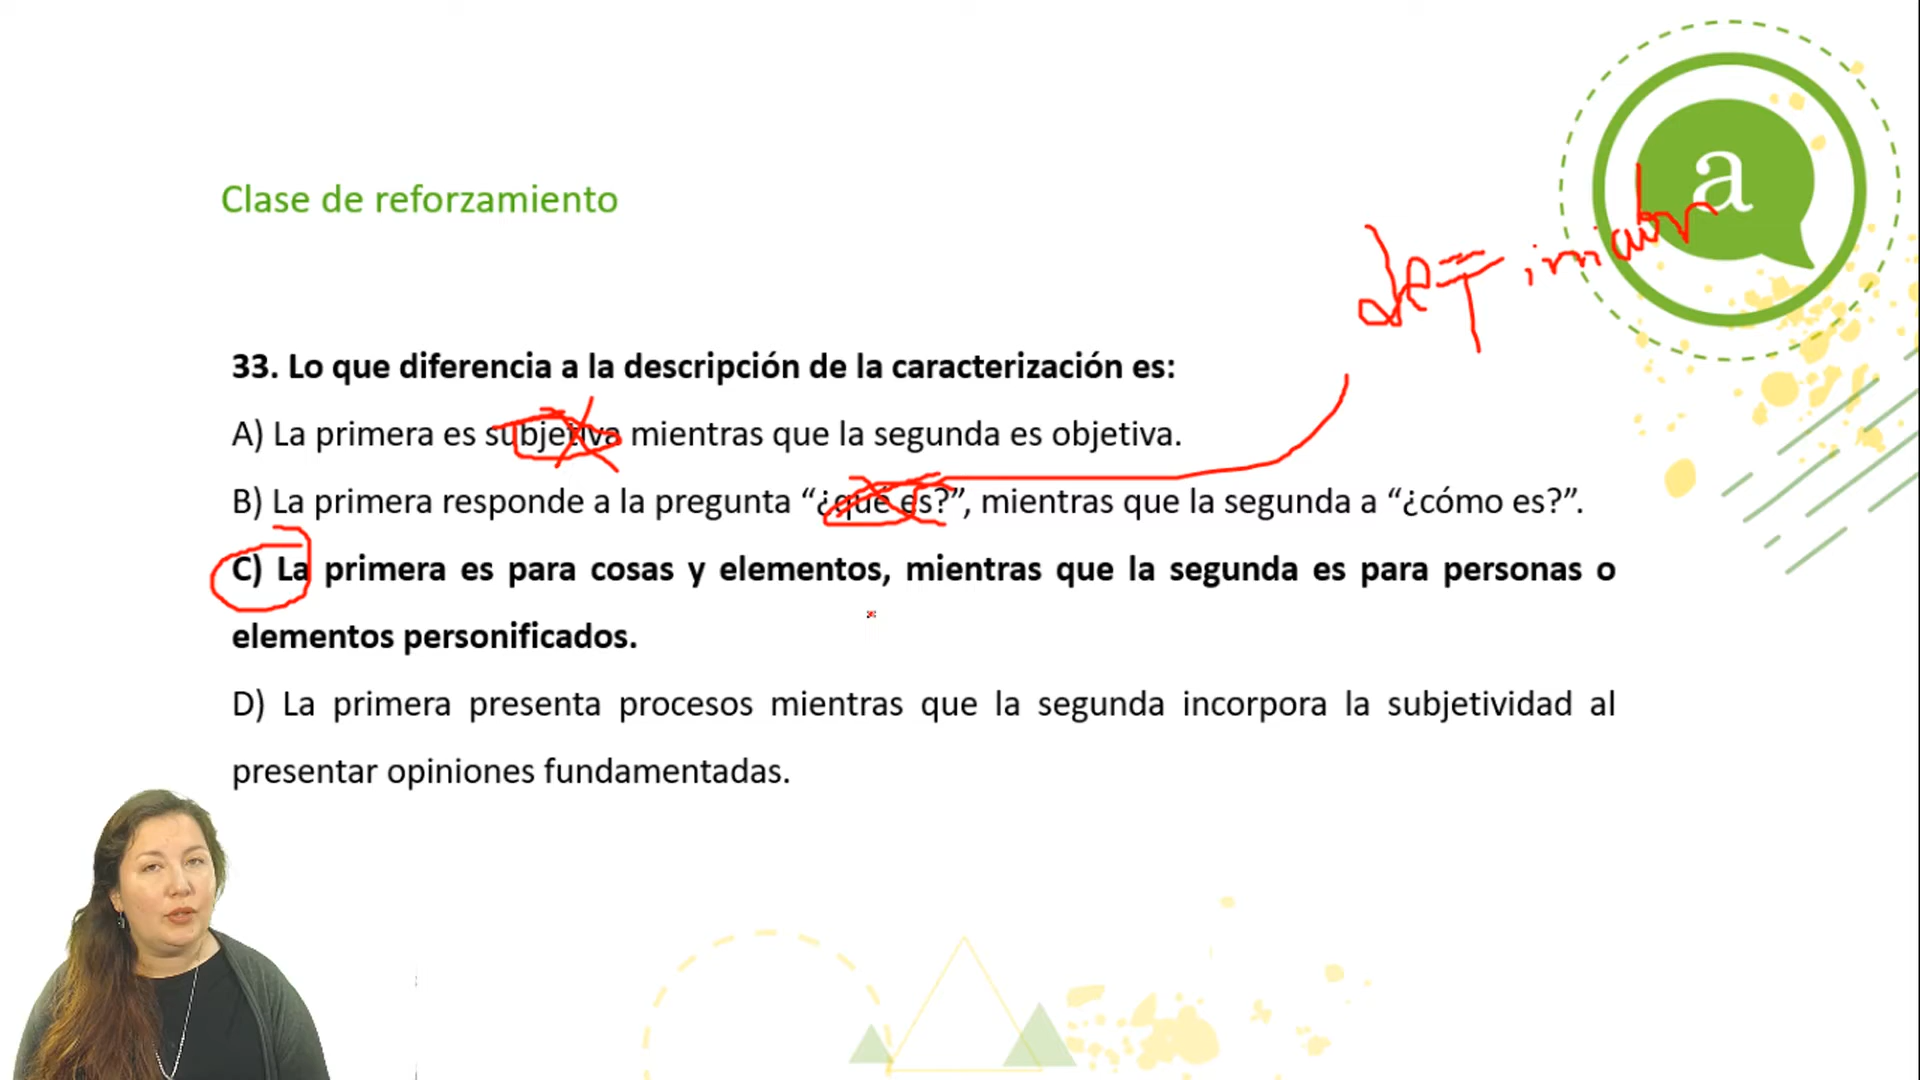 a
Clase de reforzamiento
33. Lo que diferencia a la descripción de la caracterización es:
A) La primera es subjetiva mientras que la segunda es objetiva.
B) La primera responde a la pregunta “¿qué es?”, mientras que la segunda a “¿cómo es?”.
C) La primera es para cosas y elementos, mientras que la segunda es para personas o
elementos personificados.
D) La primera presenta procesos mientras que la segunda incorpora la subjetividad al
presentar opiniones fundamentadas.